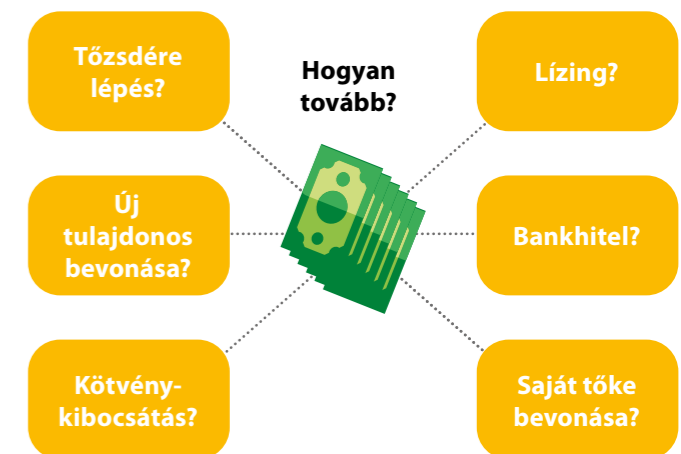 Tőzsdére
lépés?
Hogyan
tovább?
Lízing?
Új
tulajdonos
bevonása?
Bankhitel?
Kötvény-
kibocsátás?
Saját tőke
bevonása?